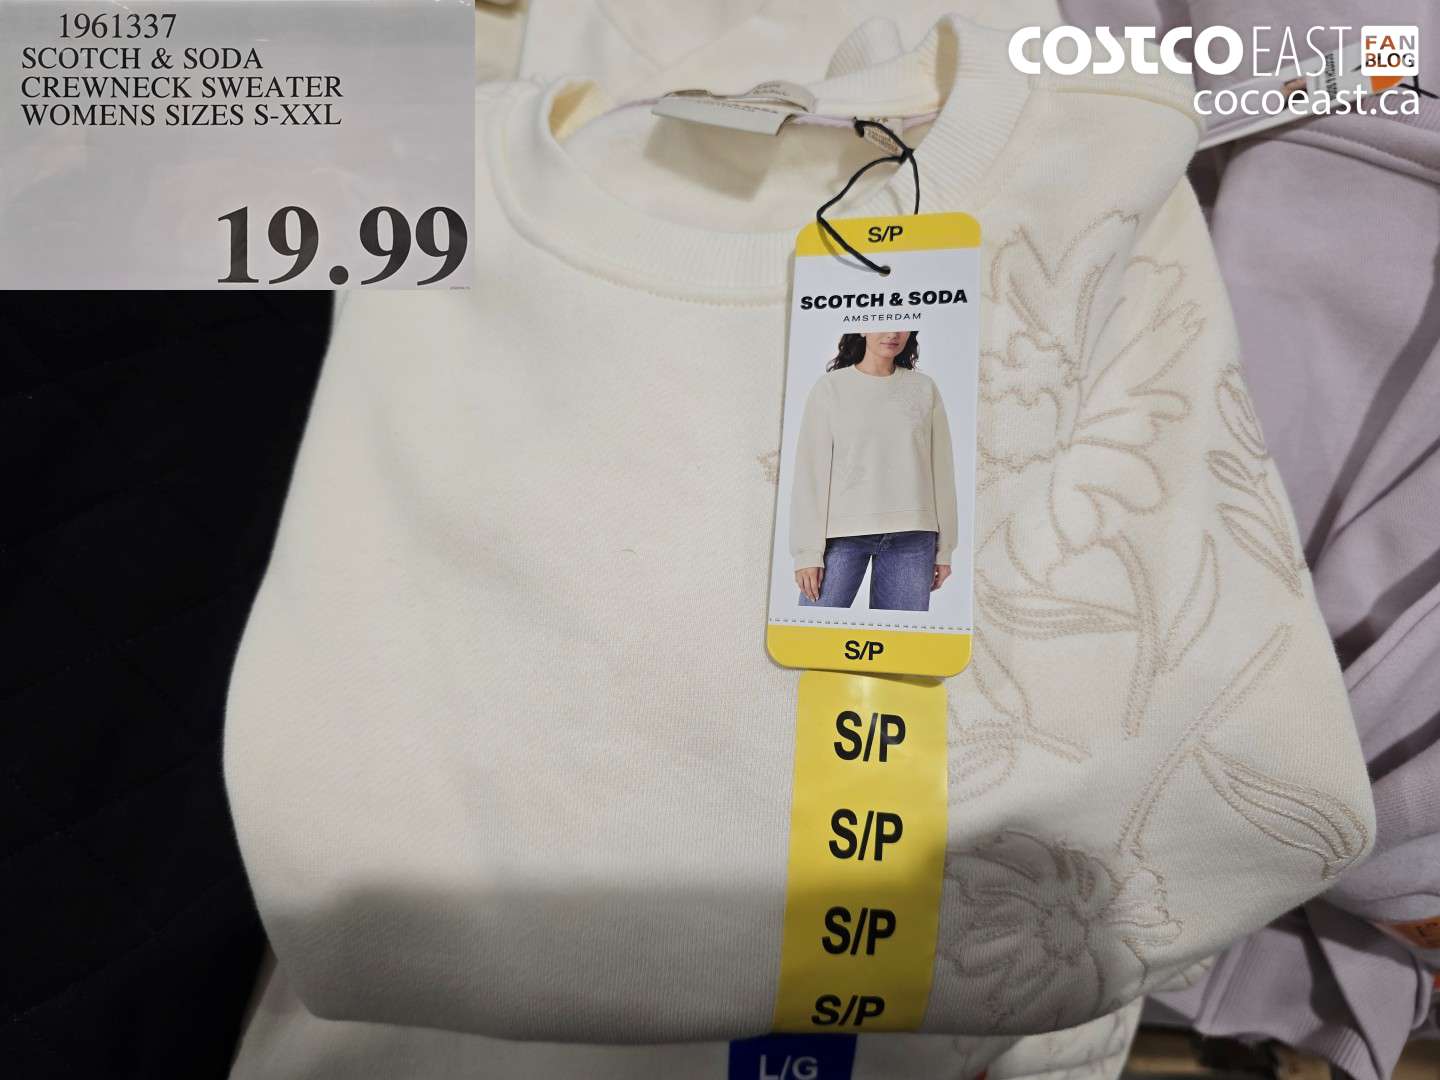 1961337
SCOTCH & SODA
CREWNECK SWEATER
WOMENS SIZES S-XXL
19.99
COSTCO EAST FAN BLOG
cocoeast.ca
S/P
SCOTCH & SODA
AMSTERDAM
S/P
S/P
S/P
S/P
S/P
L/G